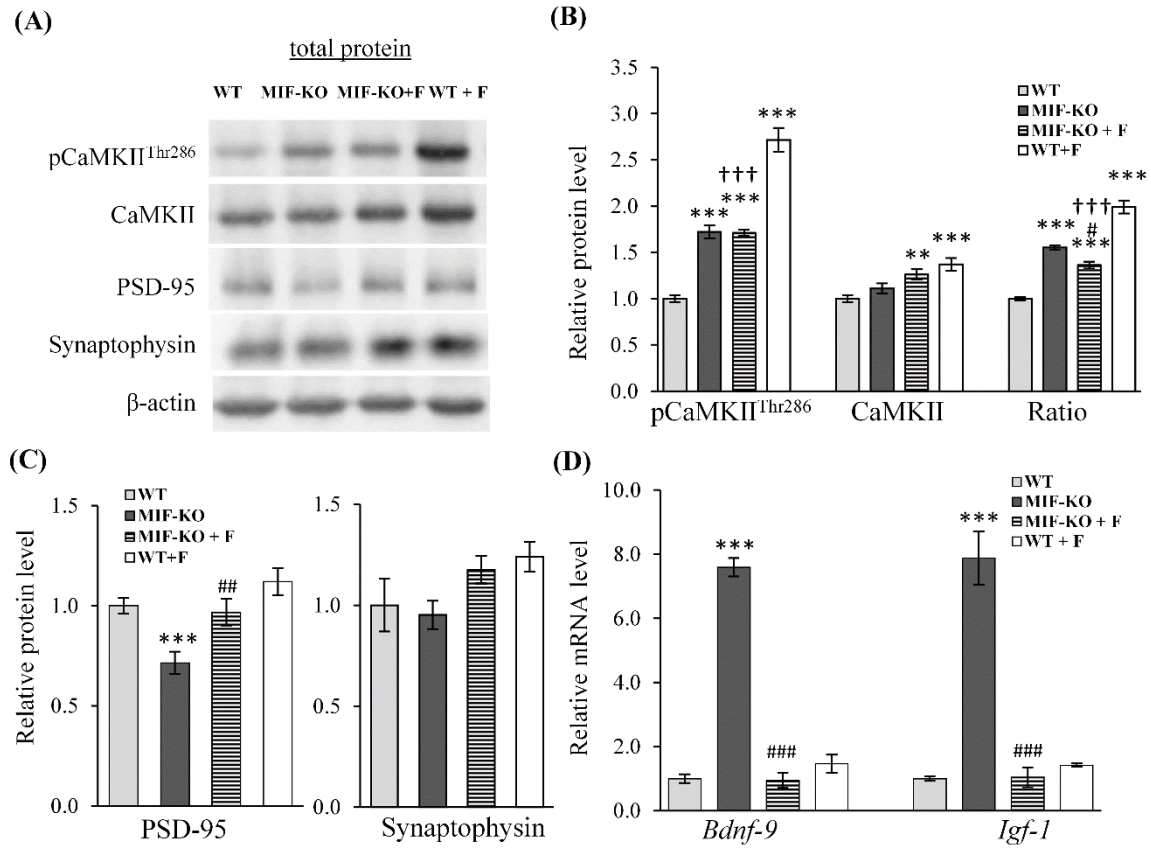 (A)
total protein
WT MIF-KO MIF-KO+F WT + F
pCaMKII^Thr286
CaMKII
PSD-95
Synaptophysin
β-actin
(B)
Relative protein level
3.5
3.0
2.5
2.0
1.5
1.0
0.5
0.0
WT
MIF-KO
MIF-KO + F
WT+F
***
†††
***
***
**
***
***
†††
#
***
***
pCaMKII^Thr286 CaMKII Ratio
(C)
Relative protein level
1.5
1.0
0.5
0.0
WT
MIF-KO
MIF-KO + F
WT+F
***
##
PSD-95
1.5
1.0
0.5
0.0
Synaptophysin
(D)
Relative mRNA level
10.0
8.0
6.0
4.0
2.0
0.0
WT
MIF-KO
MIF-KO + F
WT + F
***
###
***
###
Bdnf-9 Igf-1